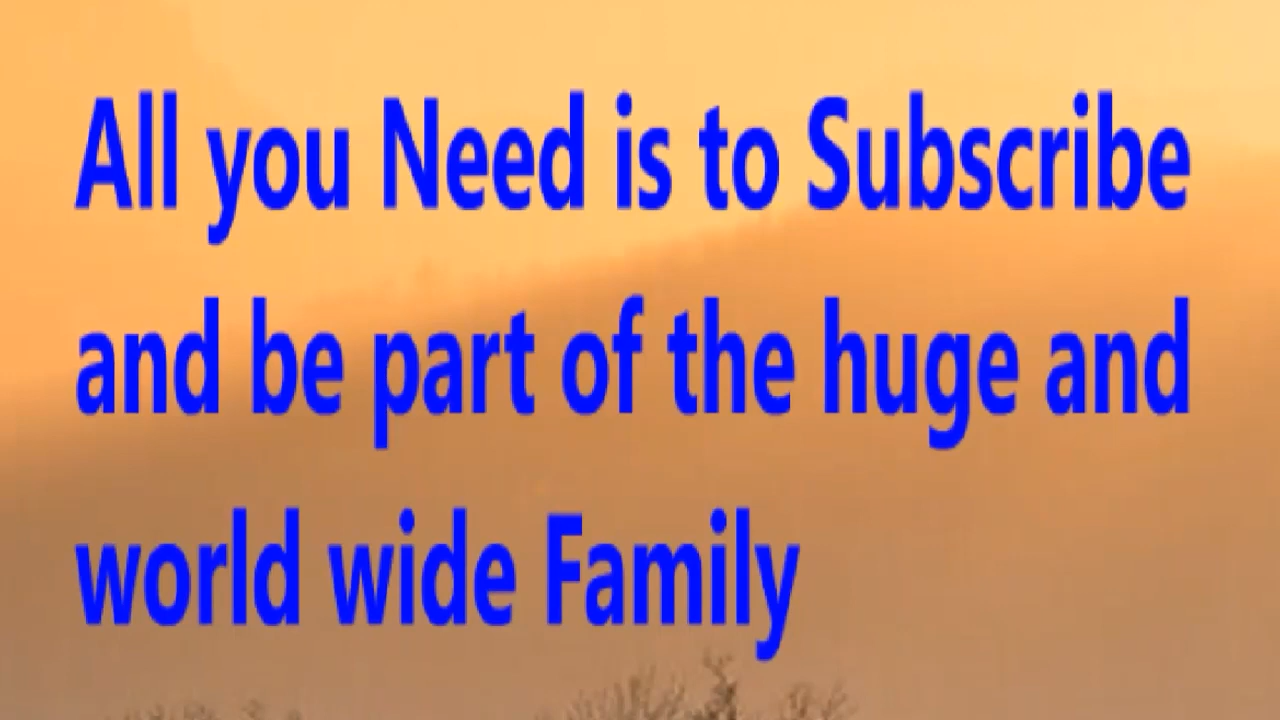 All you Need is to Subscribe
and be part of the huge and
world wide Family